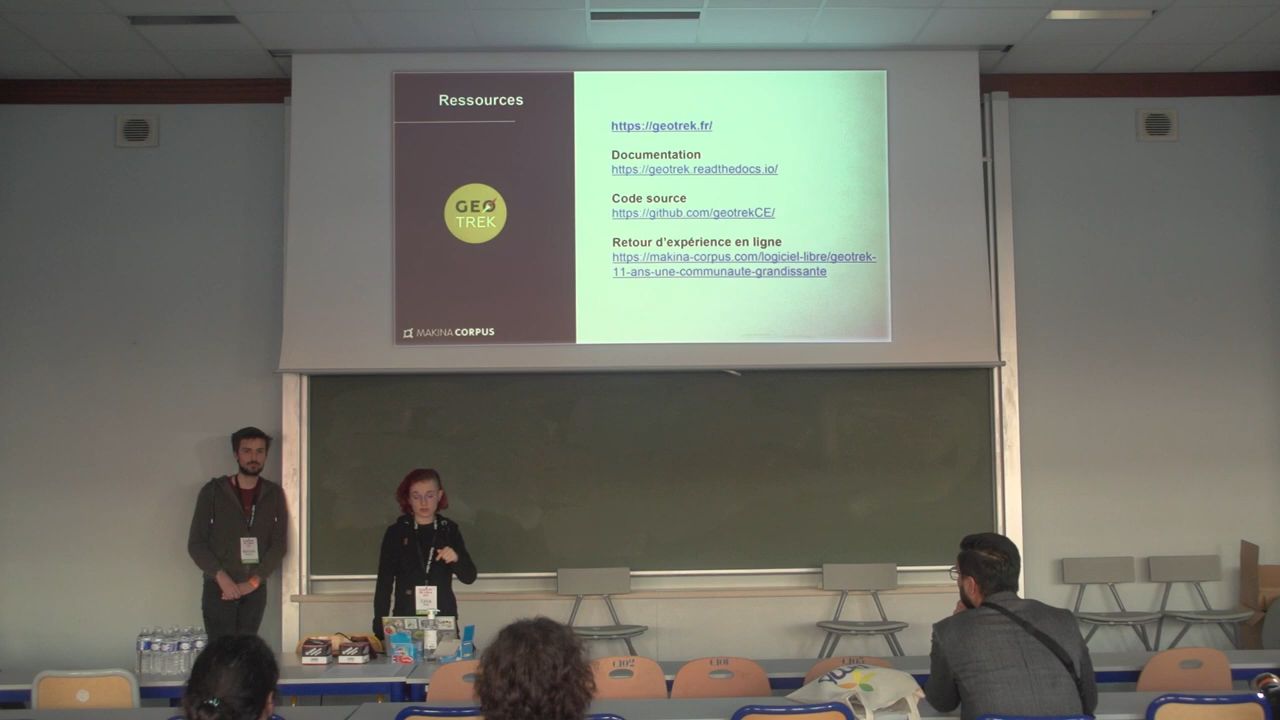 Ressources
https://geotrek.fr/
Documentation
https://geotrek.readthedocs.io/
Code source
https://github.com/geotrekCE/
Retour d'expérience en ligne
https://makina-corpus.com/logiciel-libre/geotrek-
11-ans-une-communaute-grandissante
GEO
TREK
MAKINA CORPUS